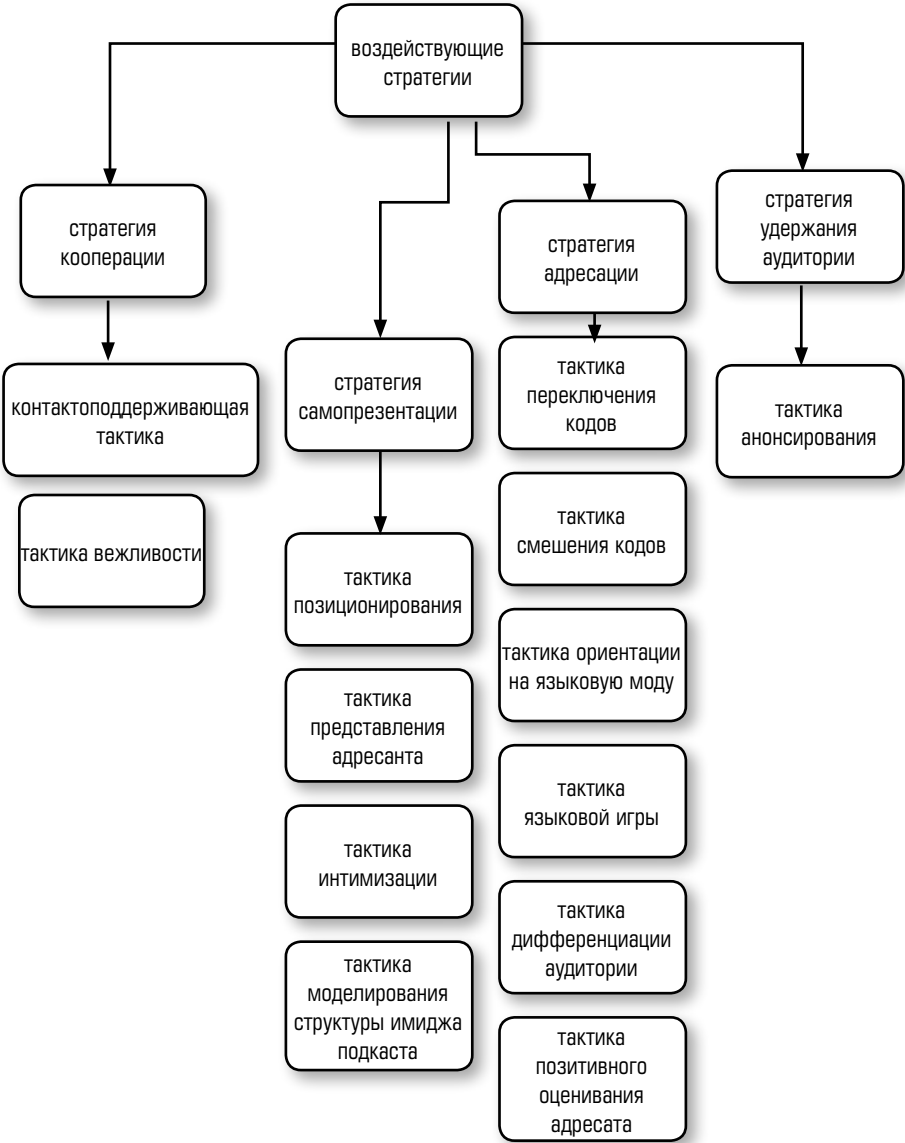 воздействующие
стратегии
стратегия
кооперации
контактоподдерживающая
тактика
тактика вежливости
стратегия
самопрезентации
тактика
позиционирования
тактика
представления
адресанта
тактика
интимизации
тактика
моделирования
структуры имиджа
подкаста
стратегия
адресации
тактика
переключения
кодов
тактика
смешения кодов
тактика ориентации
на языковую моду
тактика
языковой игры
тактика
дифференциации
аудитории
тактика
позитивного
оценивания
адресата
стратегия
удержания
аудитории
тактика
анонсирования